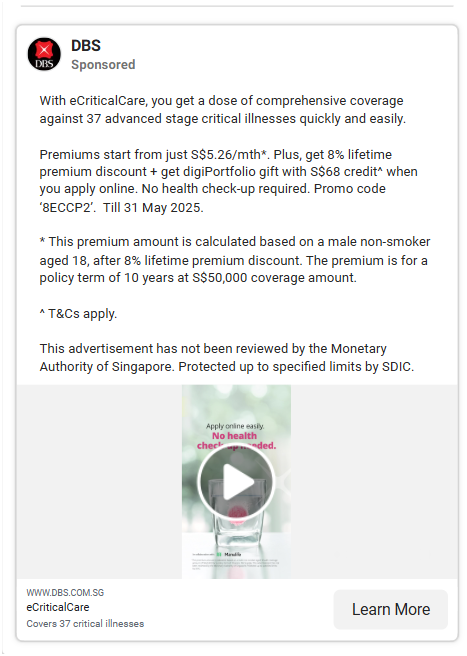 DBS
DBS
Sponsored
With eCriticalCare, you get a dose of comprehensive coverage
against 37 advanced stage critical illnesses quickly and easily.
Premiums start from just S$5.26/mth*. Plus, get 8% lifetime
premium discount + get digiPortfolio gift with S$68 credit^ when
you apply online. No health check-up required. Promo code
‘8ECCP2’.  Till 31 May 2025.
* This premium amount is calculated based on a male non-smoker
aged 18, after 8% lifetime premium discount. The premium is for a
policy term of 10 years at S$50,000 coverage amount.
^ T&Cs apply.
This advertisement has not been reviewed by the Monetary
Authority of Singapore. Protected up to specified limits by SDIC.
Apply online easily.
No health
check-up needed.
Manulife
WWW.DBS.COM.SG
eCriticalCare
Covers 37 critical illnesses
Learn More